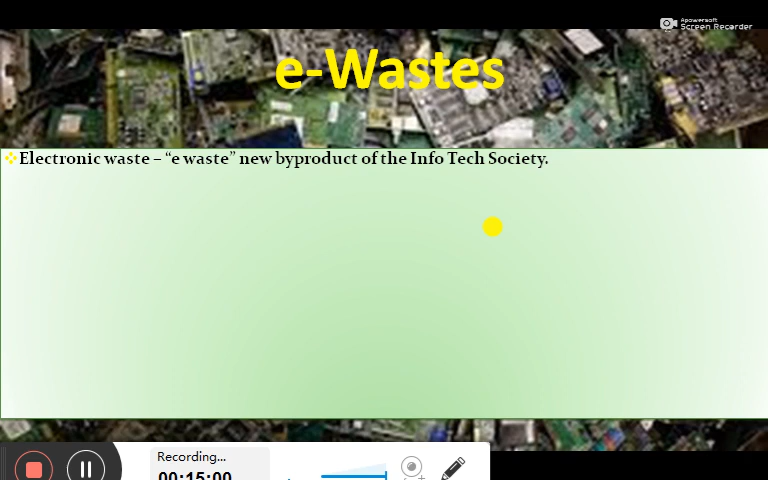 Apowersoft
Screen Recorder
e-Wastes
Electronic waste – “e waste” new byproduct of the Info Tech Society.
Recording...
00:15:00